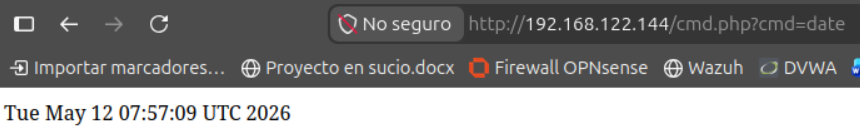 No seguro http://192.168.122.144/cmd.php?cmd=date
Importar marcadores... Proyecto en sucio.docx Firewall OPNsense Wazuh DVWA
Tue May 12 07:57:09 UTC 2026